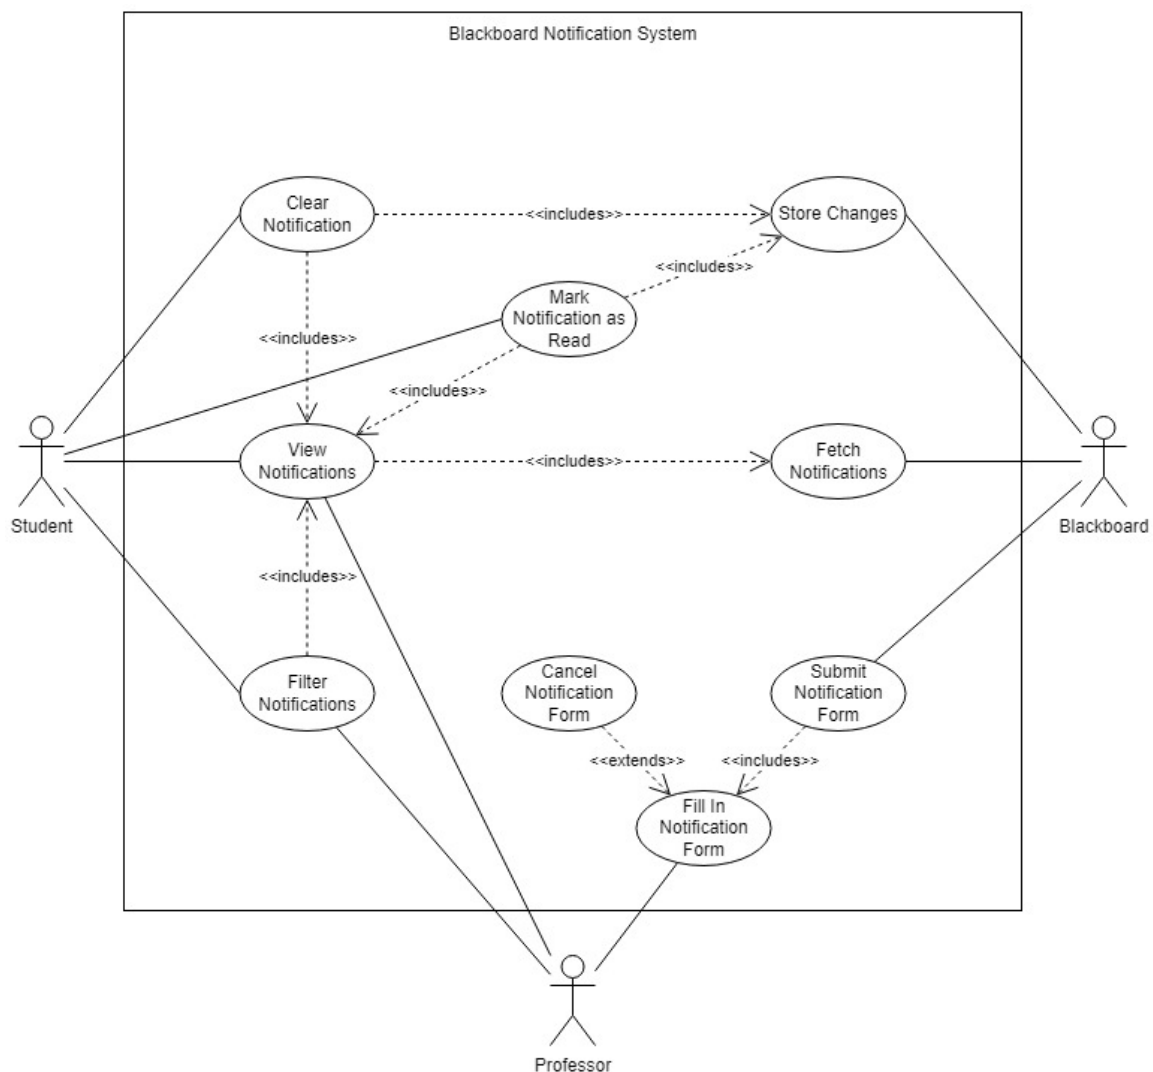 Blackboard Notification System
Clear
Notification
<<includes>>
Store Changes
<<includes>>
Mark
Notification as
Read
<<includes>>
<<includes>>
View
Notifications
<<includes>>
Fetch
Notifications
Student
Blackboard
<<includes>>
Filter
Notifications
Cancel
Notification
Form
Submit
Notification
Form
<<extends>>
<<includes>>
Fill In
Notification
Form
Professor